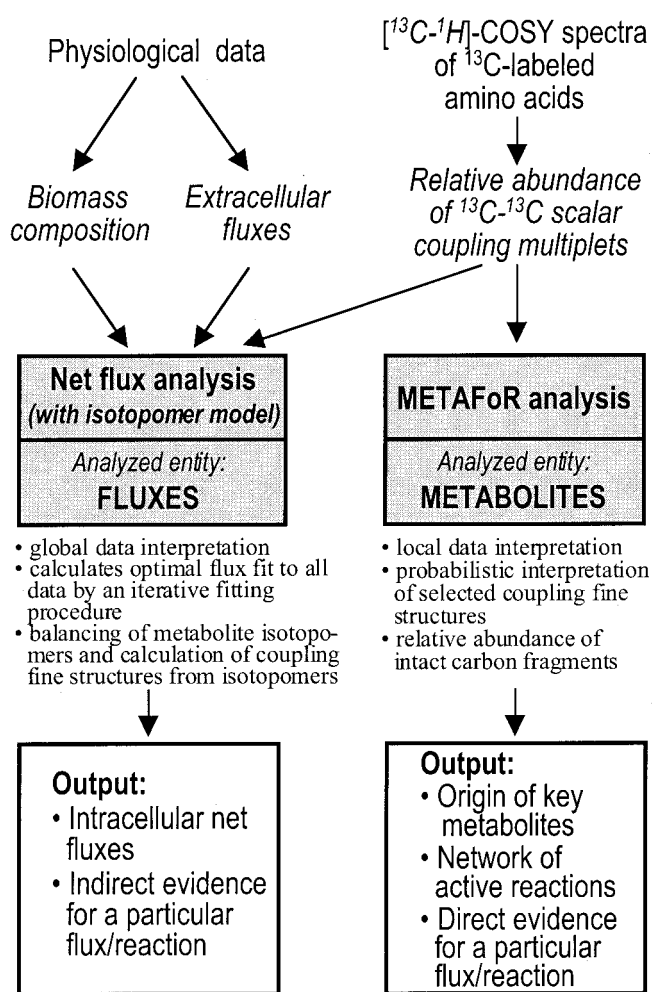 Physiological data
[¹³C-¹H]-COSY spectra
of ¹³C-labeled
amino acids
Biomass
composition
Extracellular
fluxes
Relative abundance
of ¹³C-¹³C scalar
coupling multiplets
Net flux analysis
(with isotopomer model)
Analyzed entity:
FLUXES
METAFoR analysis
Analyzed entity:
METABOLITES
• global data interpretation
• calculates optimal flux fit to all
data by an iterative fitting
procedure
• balancing of metabolite isotopo-
mers and calculation of coupling
fine structures from isotopomers
• local data interpretation
• probabilistic interpretation
of selected coupling fine
structures
• relative abundance of
intact carbon fragments
Output:
• Intracellular net
fluxes
• Indirect evidence
for a particular
flux/reaction
Output:
• Origin of key
metabolites
• Network of
active reactions
• Direct evidence
for a particular
flux/reaction